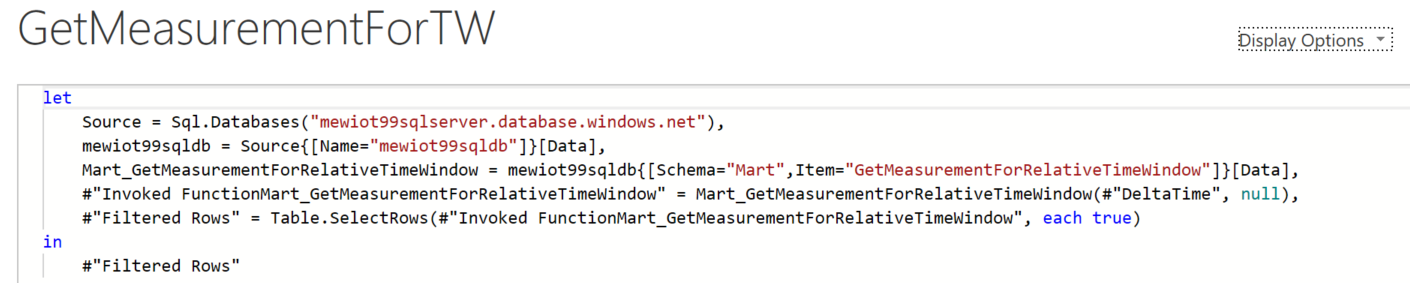 GetMeasurementForTW
Display Options
let
Source = Sql.Databases("mewiot99sqlserver.database.windows.net"),
mewiot99sqldb = Source{[Name="mewiot99sqldb"]}[Data],
Mart_GetMeasurementForRelativeTimeWindow = mewiot99sqldb{[Schema="Mart",Item="GetMeasurementForRelativeTimeWindow"]}[Data],
#"Invoked FunctionMart_GetMeasurementForRelativeTimeWindow" = Mart_GetMeasurementForRelativeTimeWindow(#"DeltaTime", null),
#"Filtered Rows" = Table.SelectRows(#"Invoked FunctionMart_GetMeasurementForRelativeTimeWindow", each true)
in
#"Filtered Rows"